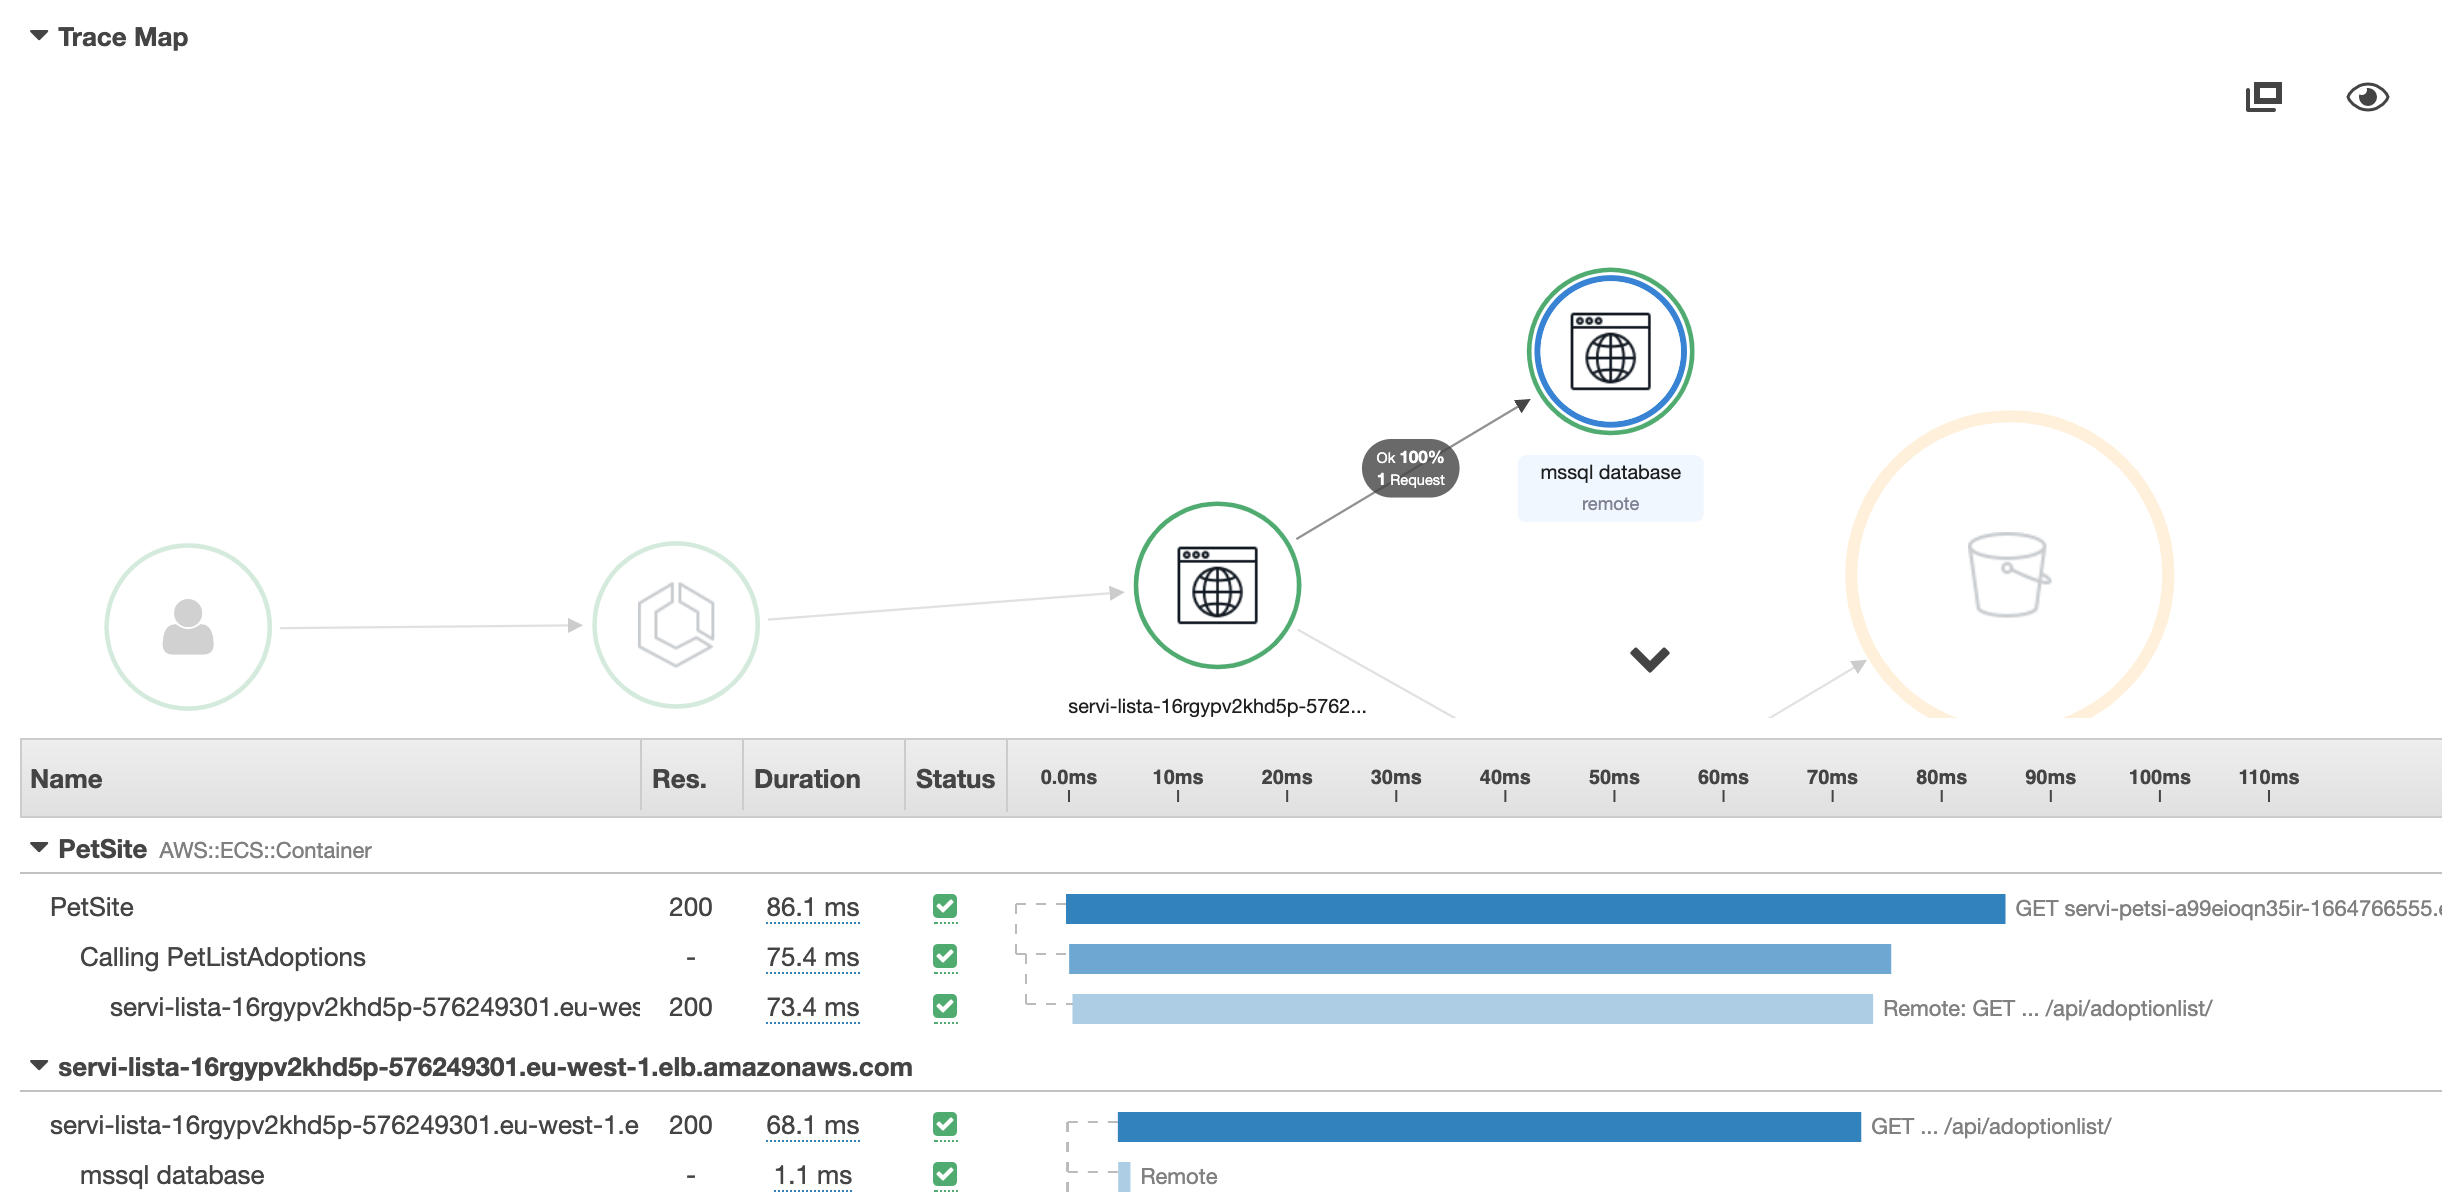 Trace Map
Ok 100%
1 Request
mssql database
remote
servi-lista-16rgypv2khd5p-5762...
Name Res. Duration Status 0.0ms 10ms 20ms 30ms 40ms 50ms 60ms 70ms 80ms 90ms 100ms 110ms
PetSite AWS::ECS::Container
PetSite 200 86.1 ms GET servi-petsi-a99eioqn35ir-1664766555.e
Calling PetListAdoptions - 75.4 ms
servi-lista-16rgypv2khd5p-576249301.eu-wes 200 73.4 ms Remote: GET ... /api/adoptionlist/
servi-lista-16rgypv2khd5p-576249301.eu-west-1.elb.amazonaws.com
servi-lista-16rgypv2khd5p-576249301.eu-west-1.e 200 68.1 ms GET ... /api/adoptionlist/
mssql database - 1.1 ms Remote